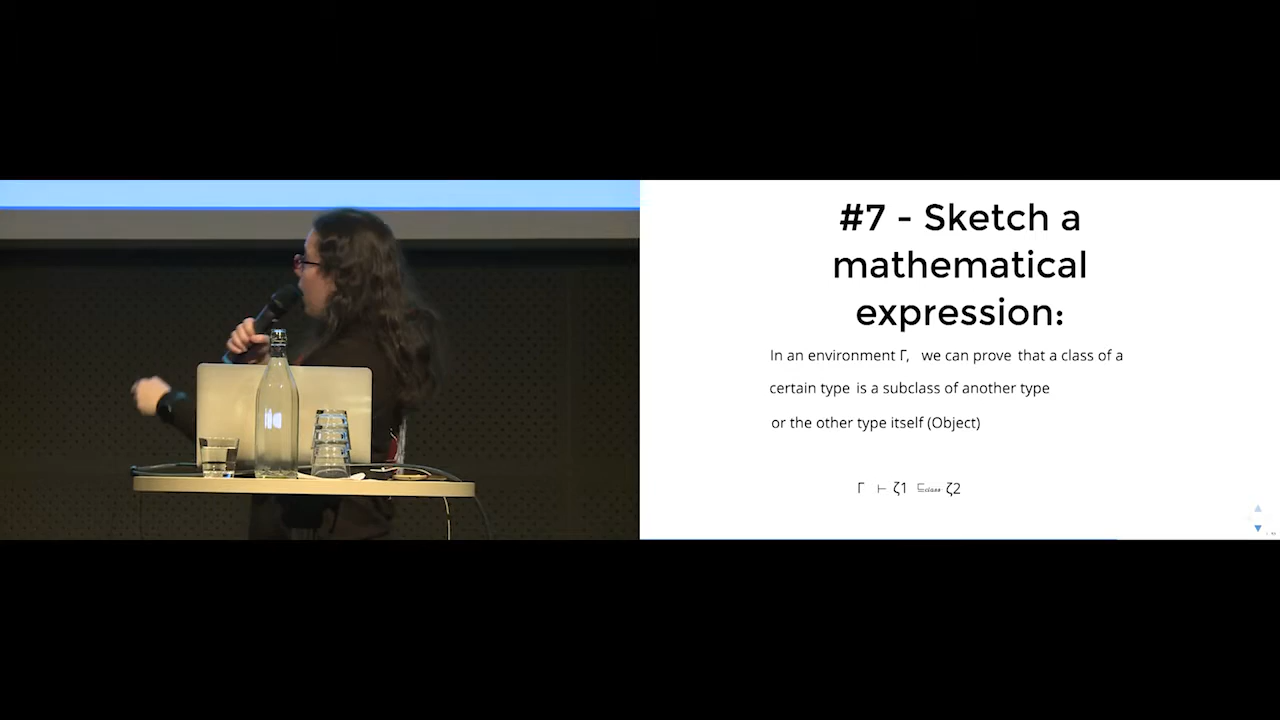 #7 - Sketch a
mathematical
expression:
In an environment Γ, we can prove that a class of a
certain type is a subclass of another type
or the other type itself (Object)
Γ ⊢ ζ1 ⊑class ζ2